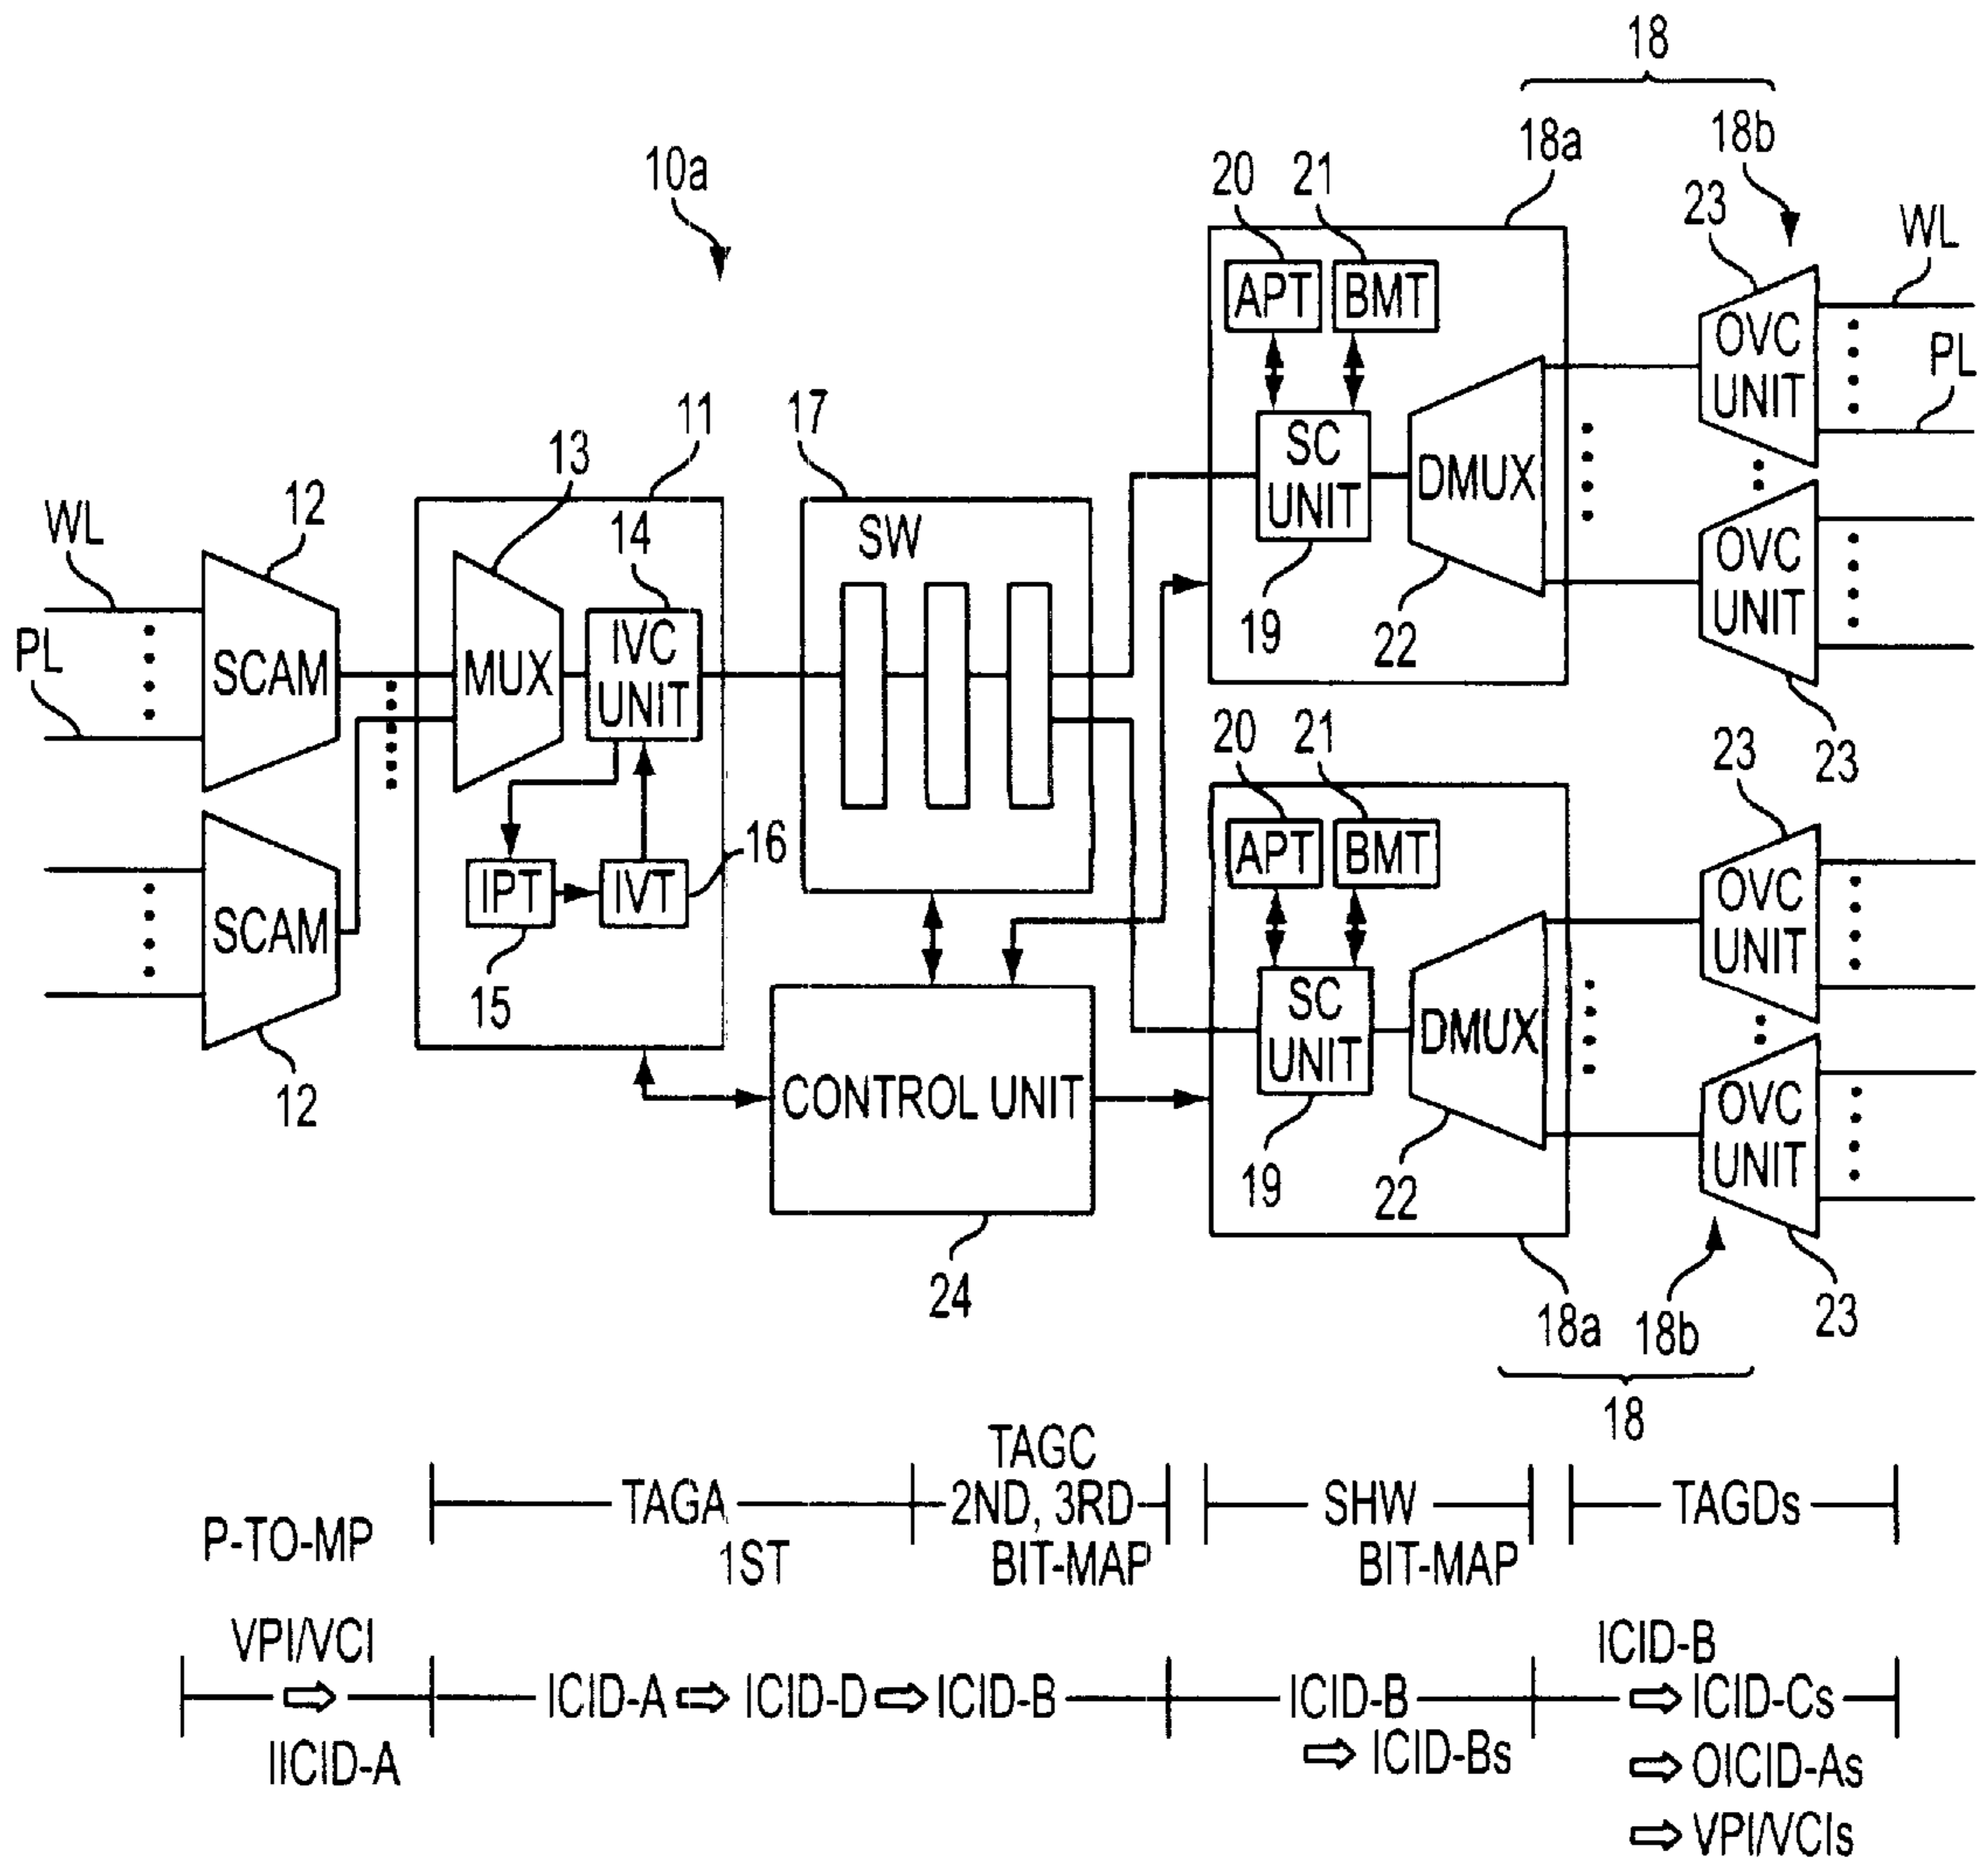 18
18a
18b
10a
20
21
23
WL
APT
BMT
OVC
UNIT
PL
11
17
13
SC
UNIT
DMUX
WL
12
14
SW
OVC
UNIT
19
22
PL
SCAM
MUX
IVC
UNIT
23
20
21
23
16
APT
BMT
IPT
IVT
OVC
UNIT
SCAM
15
SC
UNIT
DMUX
12
CONTROL UNIT
OVC
UNIT
19
22
24
18a
18b
23
18
P-TO-MP
TAGA
1ST
TAGC
2ND, 3RD
BIT-MAP
SHW
BIT-MAP
TAGDs
VPI/VCI
⇨
IICID-A
ICID-A ⇨ ICID-D ⇨ ICID-B
ICID-B
⇨ ICID-Bs
ICID-B
⇨ ICID-Cs
⇨ OICID-As
⇨ VPI/VCIs